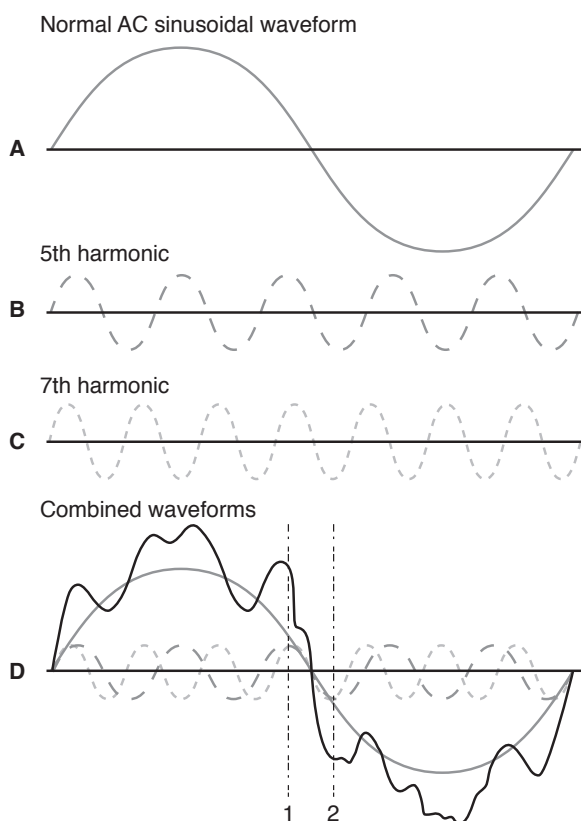 Normal AC sinusoidal waveform
A
5th harmonic
B
7th harmonic
C
Combined waveforms
D
1 2